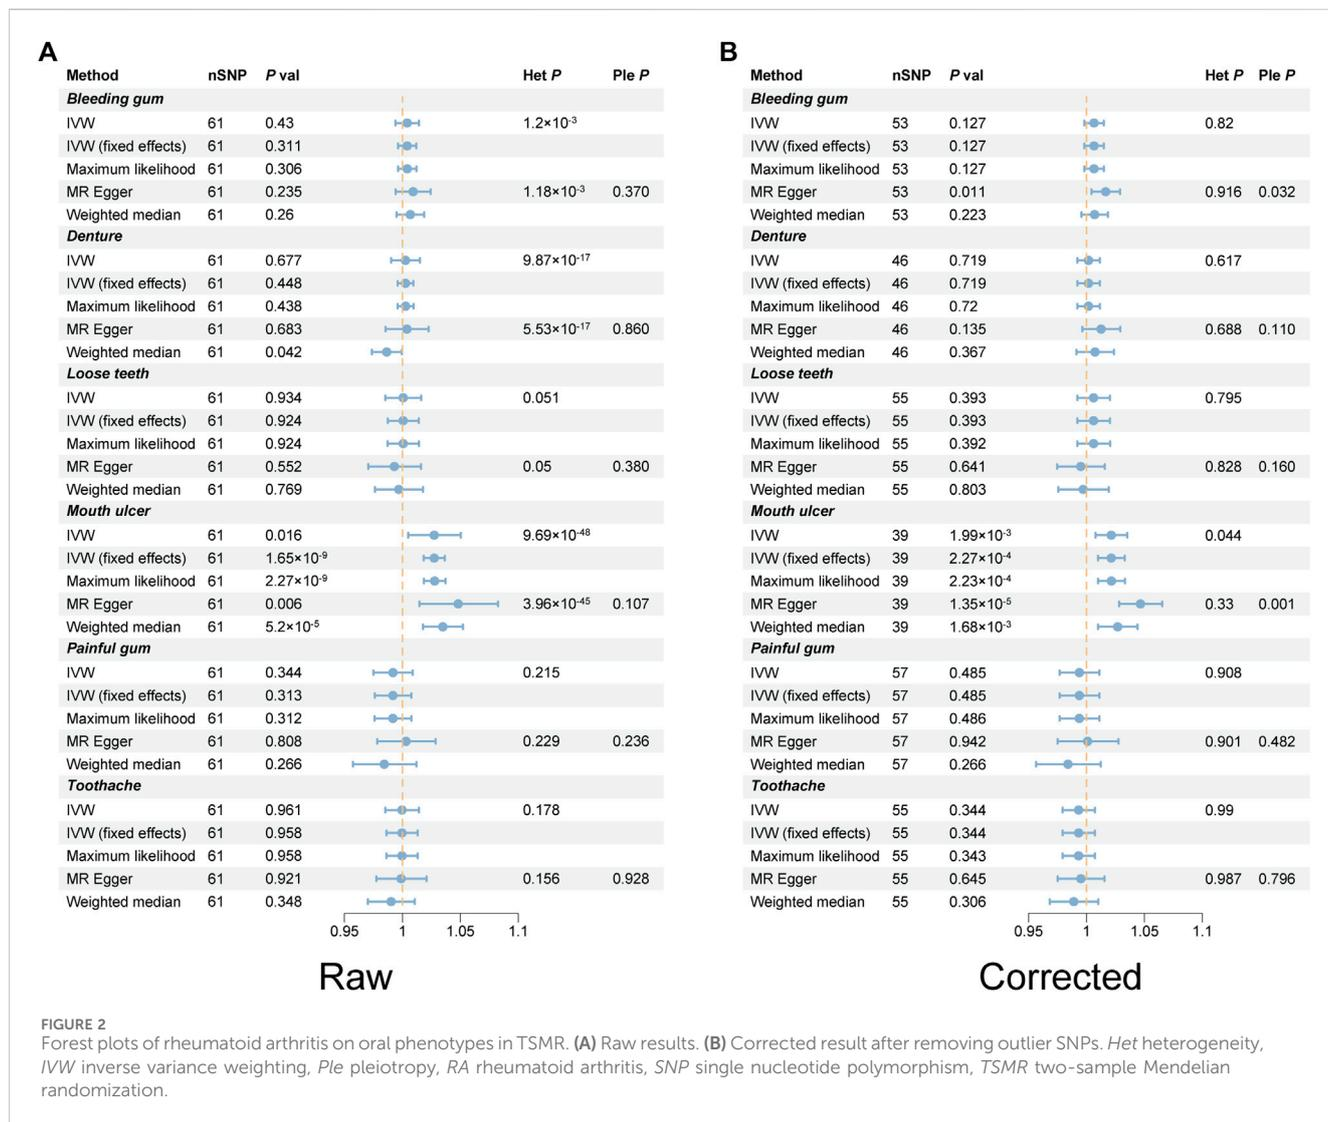 A
Method nSNP P val Het P Ple P
Bleeding gum
IVW 61 0.43 1.2×10-3
IVW (fixed effects) 61 0.311
Maximum likelihood 61 0.306
MR Egger 61 0.235 1.18×10-3 0.370
Weighted median 61 0.26
Denture
IVW 61 0.677 9.87×10-17
IVW (fixed effects) 61 0.448
Maximum likelihood 61 0.438
MR Egger 61 0.683 5.53×10-17 0.860
Weighted median 61 0.042
Loose teeth
IVW 61 0.934 0.051
IVW (fixed effects) 61 0.924
Maximum likelihood 61 0.924
MR Egger 61 0.552 0.05 0.380
Weighted median 61 0.769
Mouth ulcer
IVW 61 0.016 9.69×10-48
IVW (fixed effects) 61 1.65×10-9
Maximum likelihood 61 2.27×10-9
MR Egger 61 0.006 3.96×10-45 0.107
Weighted median 61 5.2×10-5
Painful gum
IVW 61 0.344 0.215
IVW (fixed effects) 61 0.313
Maximum likelihood 61 0.312
MR Egger 61 0.808 0.229 0.236
Weighted median 61 0.266
Toothache
IVW 61 0.961 0.178
IVW (fixed effects) 61 0.958
Maximum likelihood 61 0.958
MR Egger 61 0.921 0.156 0.928
Weighted median 61 0.348
0.95 1 1.05 1.1
Raw
B
Method nSNP P val Het P Ple P
Bleeding gum
IVW 53 0.127 0.82
IVW (fixed effects) 53 0.127
Maximum likelihood 53 0.127
MR Egger 53 0.011 0.916 0.032
Weighted median 53 0.223
Denture
IVW 46 0.719 0.617
IVW (fixed effects) 46 0.719
Maximum likelihood 46 0.72
MR Egger 46 0.135 0.688 0.110
Weighted median 46 0.367
Loose teeth
IVW 55 0.393 0.795
IVW (fixed effects) 55 0.393
Maximum likelihood 55 0.392
MR Egger 55 0.641 0.828 0.160
Weighted median 55 0.803
Mouth ulcer
IVW 39 1.99×10-3 0.044
IVW (fixed effects) 39 2.27×10-4
Maximum likelihood 39 2.23×10-4
MR Egger 39 1.35×10-5 0.33 0.001
Weighted median 39 1.68×10-3
Painful gum
IVW 57 0.485 0.908
IVW (fixed effects) 57 0.485
Maximum likelihood 57 0.486
MR Egger 57 0.942 0.901 0.482
Weighted median 57 0.266
Toothache
IVW 55 0.344 0.99
IVW (fixed effects) 55 0.344
Maximum likelihood 55 0.343
MR Egger 55 0.645 0.987 0.796
Weighted median 55 0.306
0.95 1 1.05 1.1
Corrected
FIGURE 2
Forest plots of rheumatoid arthritis on oral phenotypes in TSMR. (A) Raw results. (B) Corrected result after removing outlier SNPs. Het heterogeneity,
IVW inverse variance weighting, Ple pleiotropy, RA rheumatoid arthritis, SNP single nucleotide polymorphism, TSMR two-sample Mendelian
randomization.